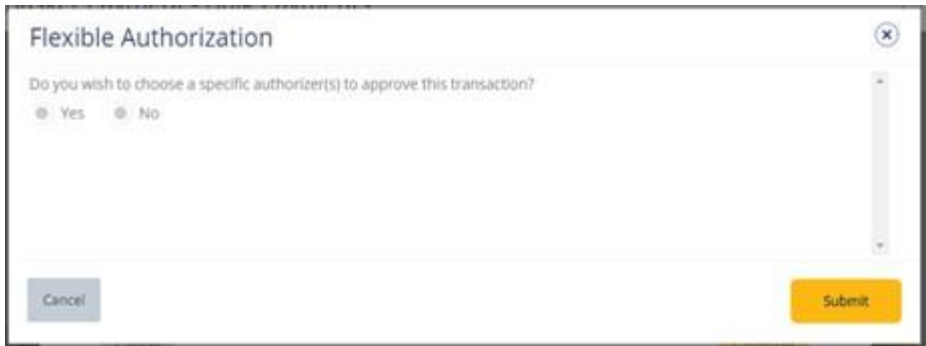 Flexible Authorization
Do you wish to choose a specific authorizer(s) to approve this transaction?
Yes No
Cancel Submit